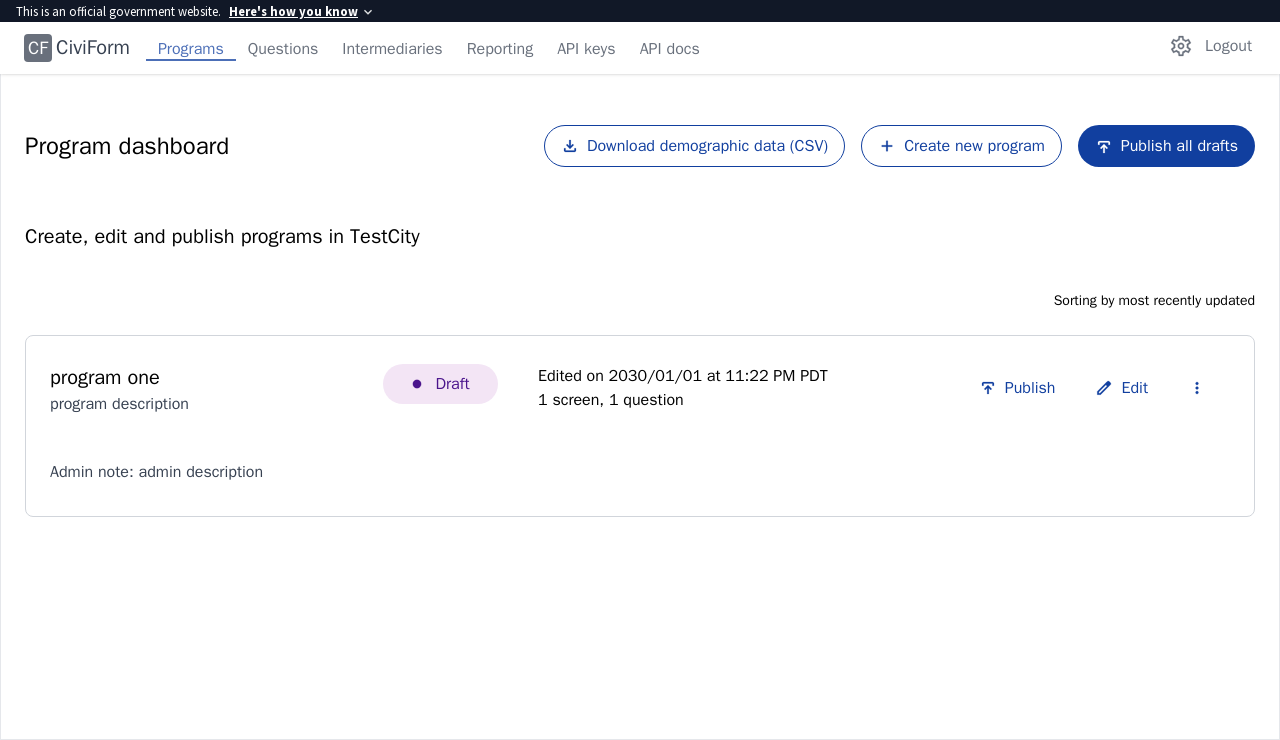 This is an official government website. Here's how you know
CF CiviForm Programs Questions Intermediaries Reporting API keys API docs Logout
Program dashboard Download demographic data (CSV) Create new program Publish all drafts
Create, edit and publish programs in TestCity
Sorting by most recently updated
program one
program description
Draft
Edited on 2030/01/01 at 11:22 PM PDT
1 screen, 1 question
Publish Edit
Admin note: admin description